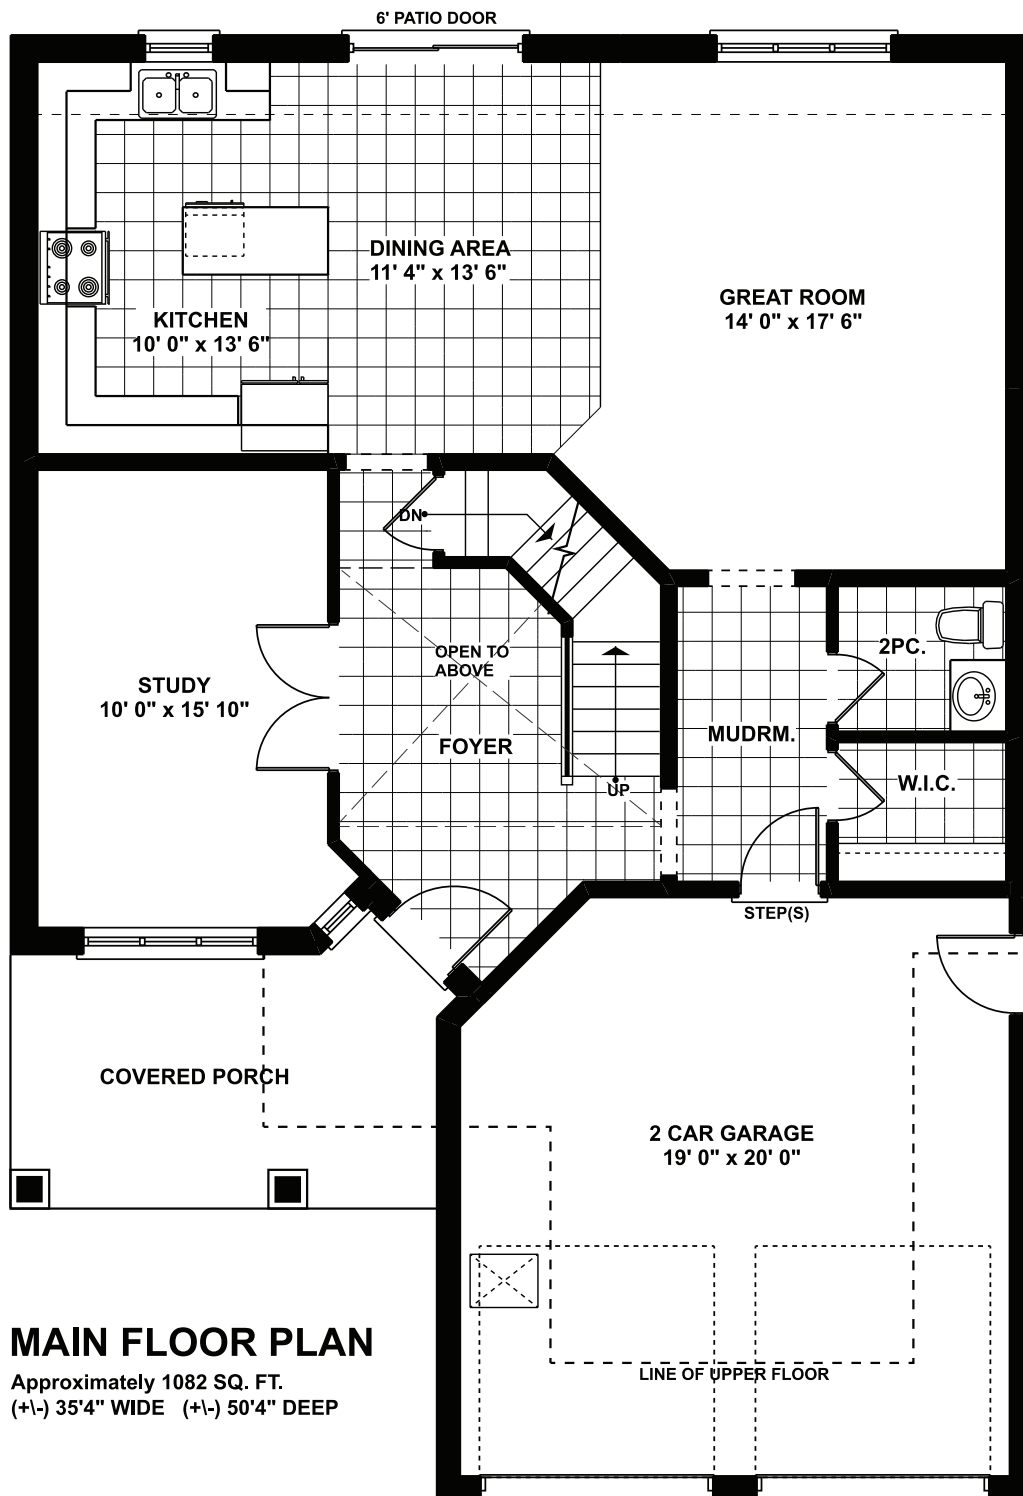 6' PATIO DOOR
DINING AREA
11' 4" x 13' 6"
GREAT ROOM
14' 0" x 17' 6"
KITCHEN
10' 0" x 13' 6"
DN
OPEN TO
ABOVE
2PC.
STUDY
10' 0" x 15' 10"
FOYER
MUDRM.
UP
W.I.C.
STEP(S)
COVERED PORCH
2 CAR GARAGE
19' 0" x 20' 0"
LINE OF UPPER FLOOR
MAIN FLOOR PLAN
Approximately 1082 SQ. FT.
(+\-) 35'4" WIDE (+\-) 50'4" DEEP